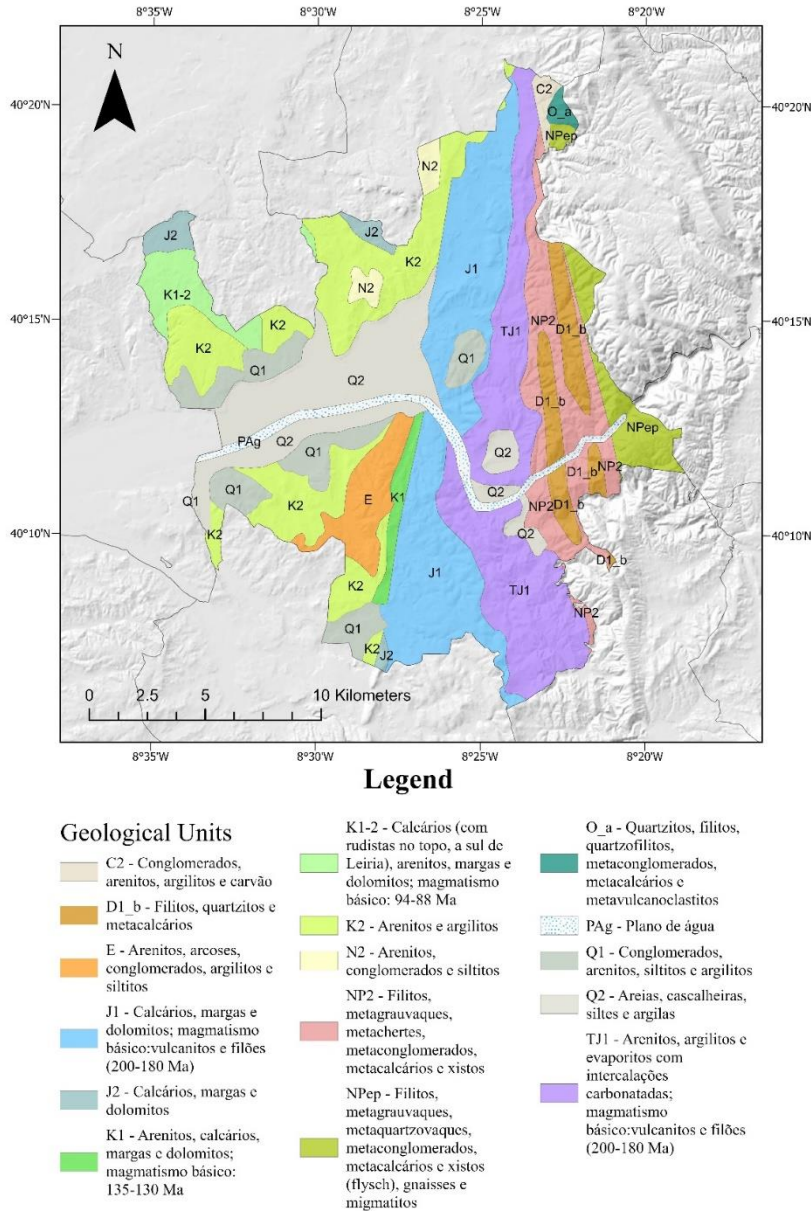 8°35'W 8°30'W 8°25'W 8°20'W
N
40°20'N 40°20'N
C2
O_a
NPep
N2
J2 J2
K2 J1
N2
K1-2
40°15'N 40°15'N
K2 K2
NP2 D1_b
TJ1
Q1 Q1
Q2
D1_b
PAg Q2
NPep
Q1 Q2
D1_b NP2
Q1 Q1 K2 E K1 Q2
NP2 D1_b
40°10'N 40°10'N
K2 Q2
D1_b
K2 J1 TJ1
NP2
Q1
K2 J2
0 2.5 5 10 Kilometers
8°35'W 8°30'W 8°25'W 8°20'W
Legend
Geological Units
C2 - Conglomerados,
arenitos, argilitos e carvão
D1_b - Filitos, quartzitos e
metacalcários
E - Arenitos, arcoses,
conglomerados, argilitos e
siltitos
J1 - Calcários, margas e
dolomitos; magmatismo
básico:vulcanitos e filões
(200-180 Ma)
J2 - Calcários, margas e
dolomitos
K1 - Arenitos, calcários,
margas e dolomitos;
magmatismo básico:
135-130 Ma
K1-2 - Calcários (com
rudistas no topo, a sul de
Leiria), arenitos, margas e
dolomitos; magmatismo
básico: 94-88 Ma
K2 - Arenitos e argilitos
N2 - Arenitos,
conglomerados e siltitos
NP2 - Filitos,
metagrauvaques,
metachertes,
metaconglomerados,
metacalcários e xistos
NPep - Filitos,
metagrauvaques,
metaquartzovaques,
metaconglomerados,
metacalcários e xistos
(flysch), gnaisses e
migmatitos
O_a - Quartzitos, filitos,
quartzofilitos,
metaconglomerados,
metacalcários e
metavulcanoclastitos
PAg - Plano de água
Q1 - Conglomerados,
arenitos, siltitos e argilitos
Q2 - Areias, cascalheiras,
siltes e argilas
TJ1 - Arenitos, argilitos e
evaporitos com
intercalações
carbonatadas;
magmatismo
básico:vulcanitos e filões
(200-180 Ma)